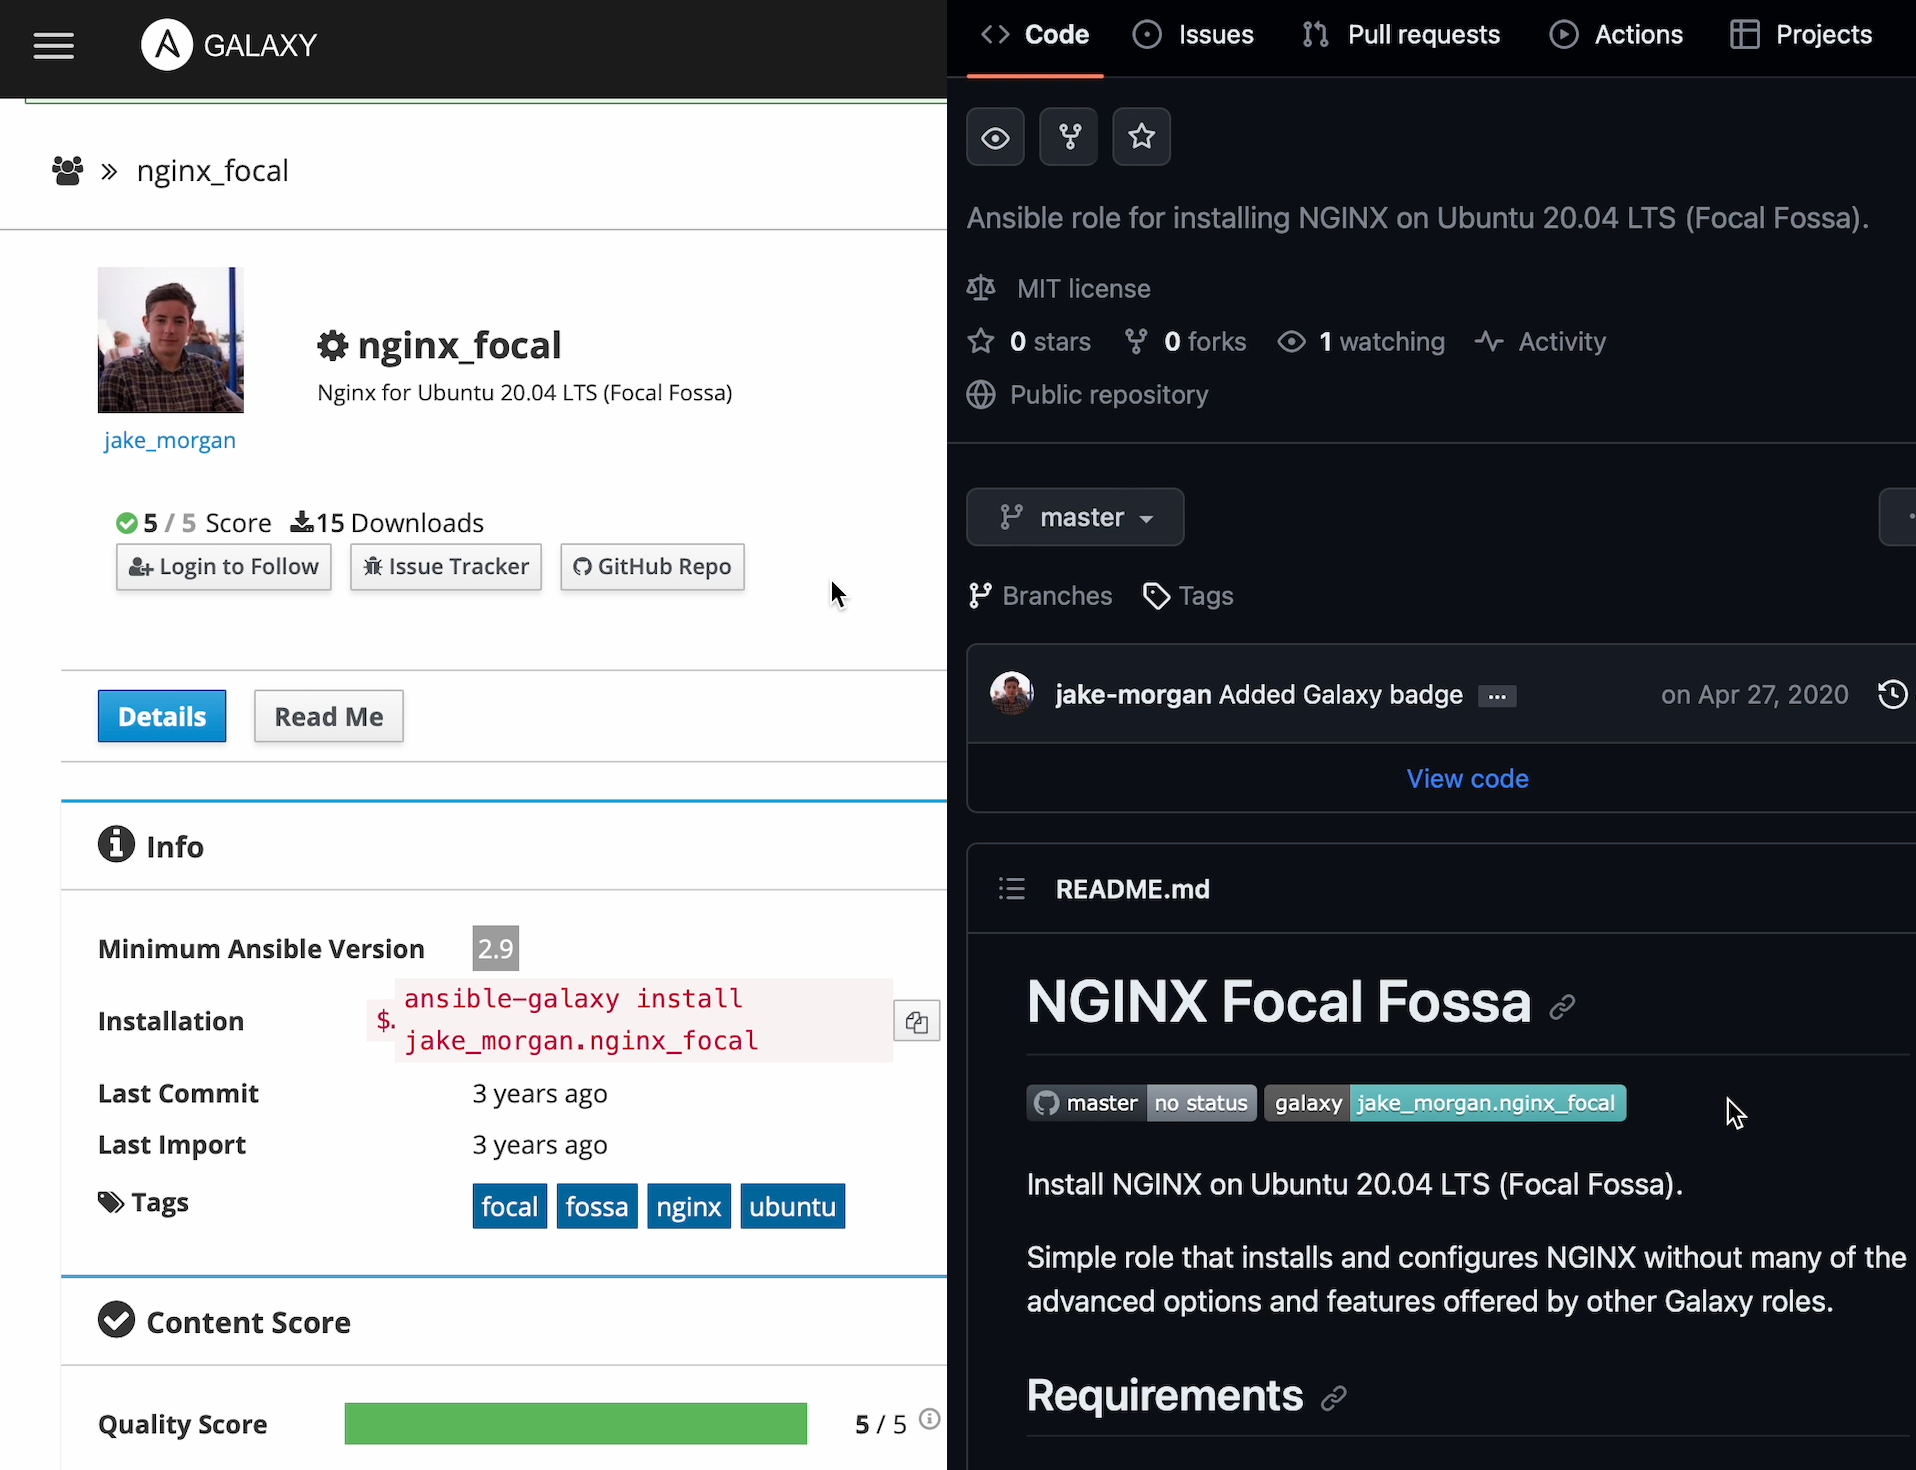 GALAXY
» nginx_focal
nginx_focal
Nginx for Ubuntu 20.04 LTS (Focal Fossa)
jake_morgan
5 / 5 Score 15 Downloads
Login to Follow Issue Tracker GitHub Repo
Details Read Me
Info
Minimum Ansible Version 2.9
Installation $. ansible-galaxy install
jake_morgan.nginx_focal
Last Commit 3 years ago
Last Import 3 years ago
Tags focal fossa nginx ubuntu
Content Score
Quality Score 5 / 5
Code Issues Pull requests Actions Projects
Ansible role for installing NGINX on Ubuntu 20.04 LTS (Focal Fossa).
MIT license
0 stars 0 forks 1 watching Activity
Public repository
master
Branches Tags
jake-morgan Added Galaxy badge ... on Apr 27, 2020
View code
README.md
NGINX Focal Fossa
master no status galaxy jake_morgan.nginx_focal
Install NGINX on Ubuntu 20.04 LTS (Focal Fossa).
Simple role that installs and configures NGINX without many of the
advanced options and features offered by other Galaxy roles.
Requirements